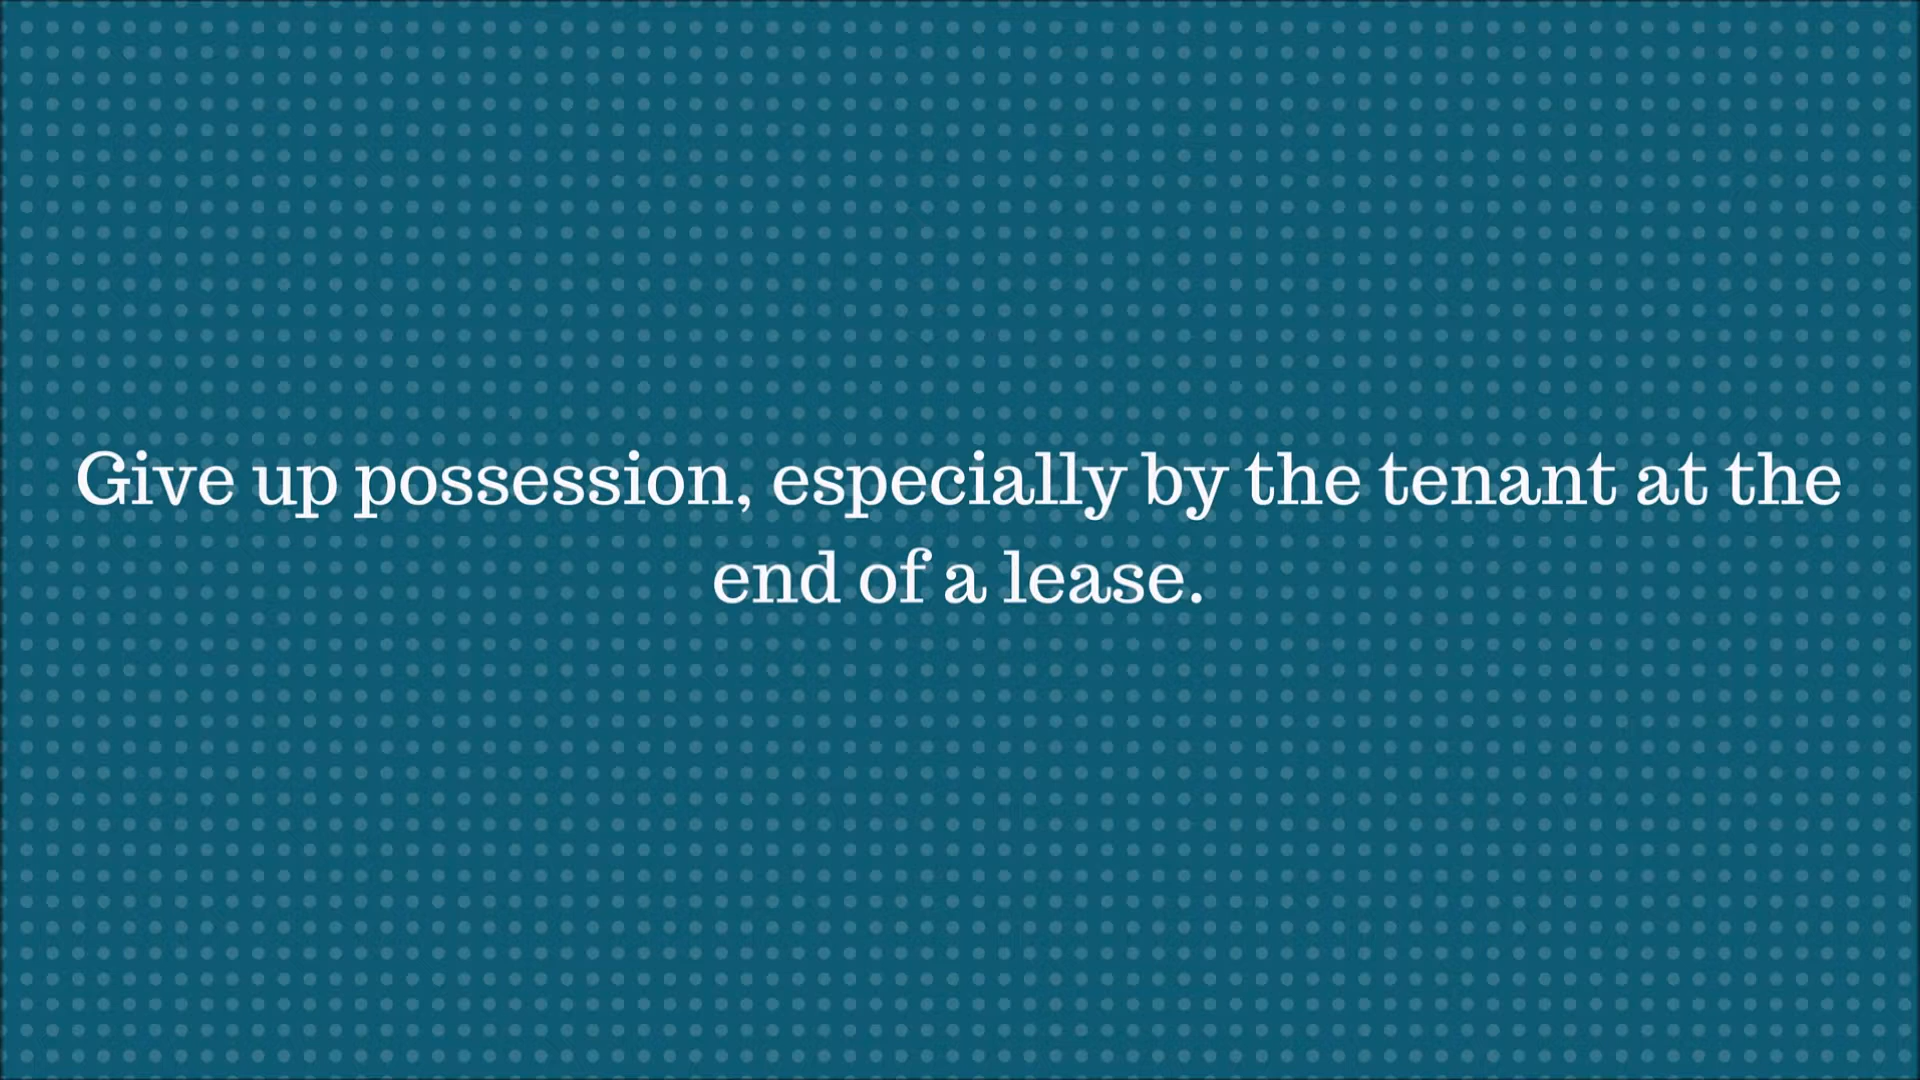 Give up possession, especially by the tenant at the
end of a lease.